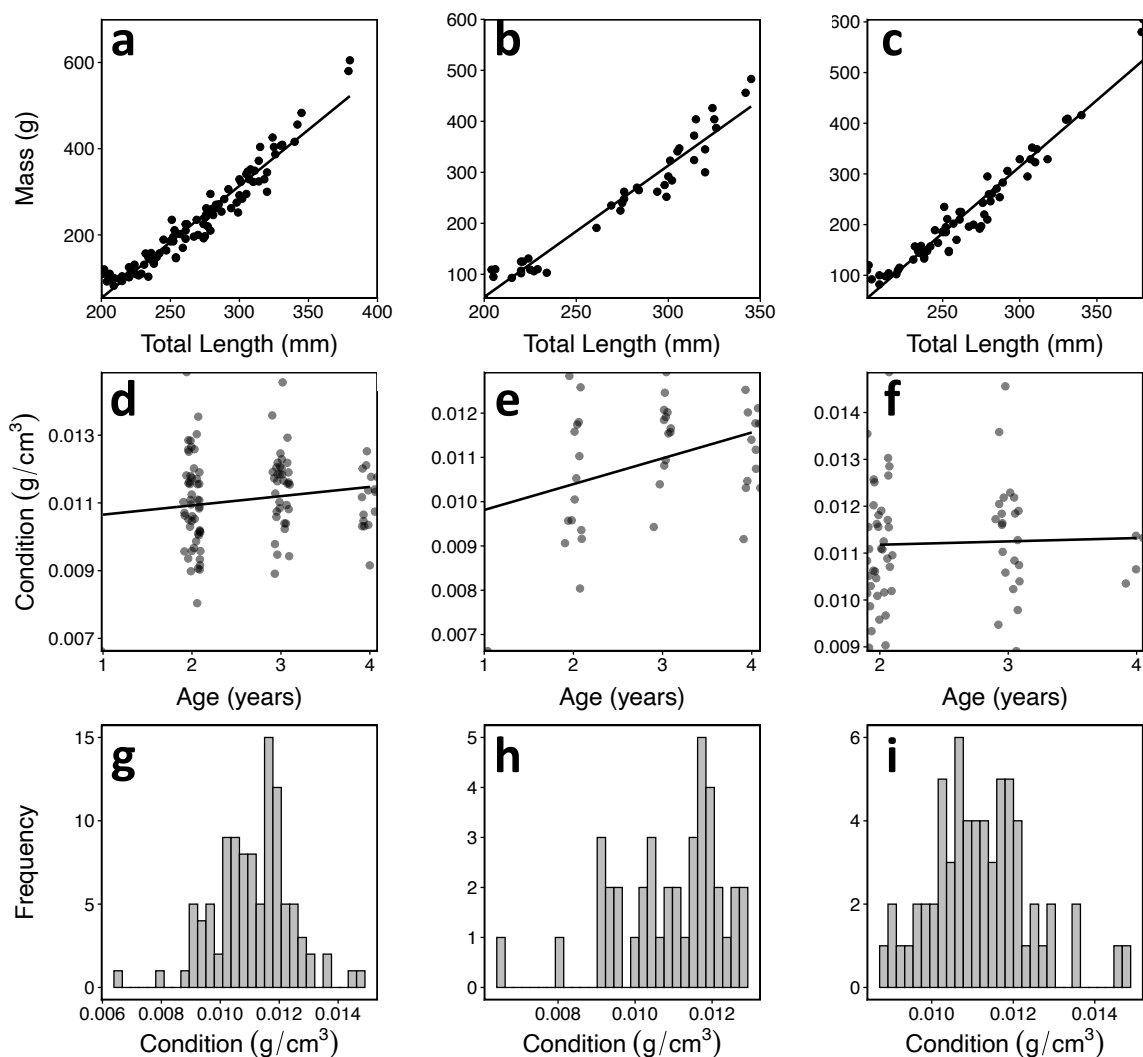 a b c
600 400 200
Mass (g)
200 250 300 350 400
Total Length (mm)
600 500 400 300 200 100
200 250 300 350
Total Length (mm)
600 500 400 300 200 100
250 300 350
Total Length (mm)
d e f
0.013 0.011 0.009 0.007
Condition (g/cm³)
1 2 3 4
Age (years)
0.012 0.011 0.010 0.009 0.008 0.007
1 2 3 4
Age (years)
0.014 0.013 0.012 0.011 0.010 0.009
2 3 4
Age (years)
g h i
15 10 5 0
Frequency
0.006 0.008 0.010 0.012 0.014
Condition (g/cm³)
5 4 3 2 1 0
0.008 0.010 0.012
Condition (g/cm³)
6 4 2 0
0.010 0.012 0.014
Condition (g/cm³)